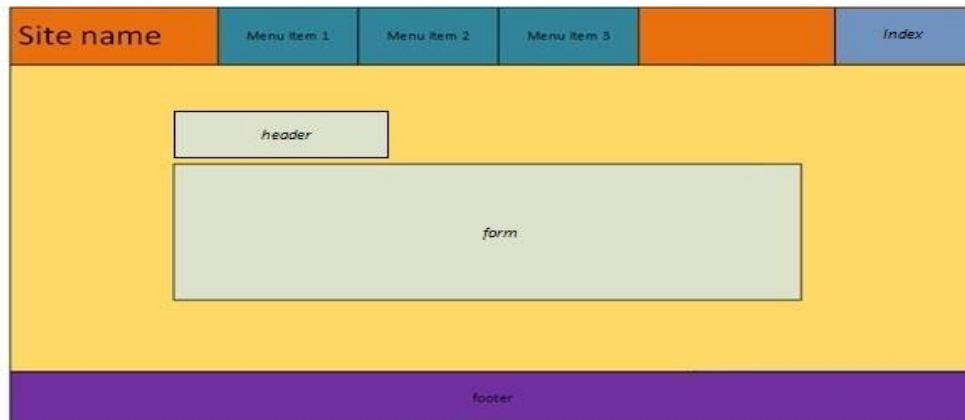 Site name
Menu item 1
Menu item 2
Menu item 3
Index
header
form
footer